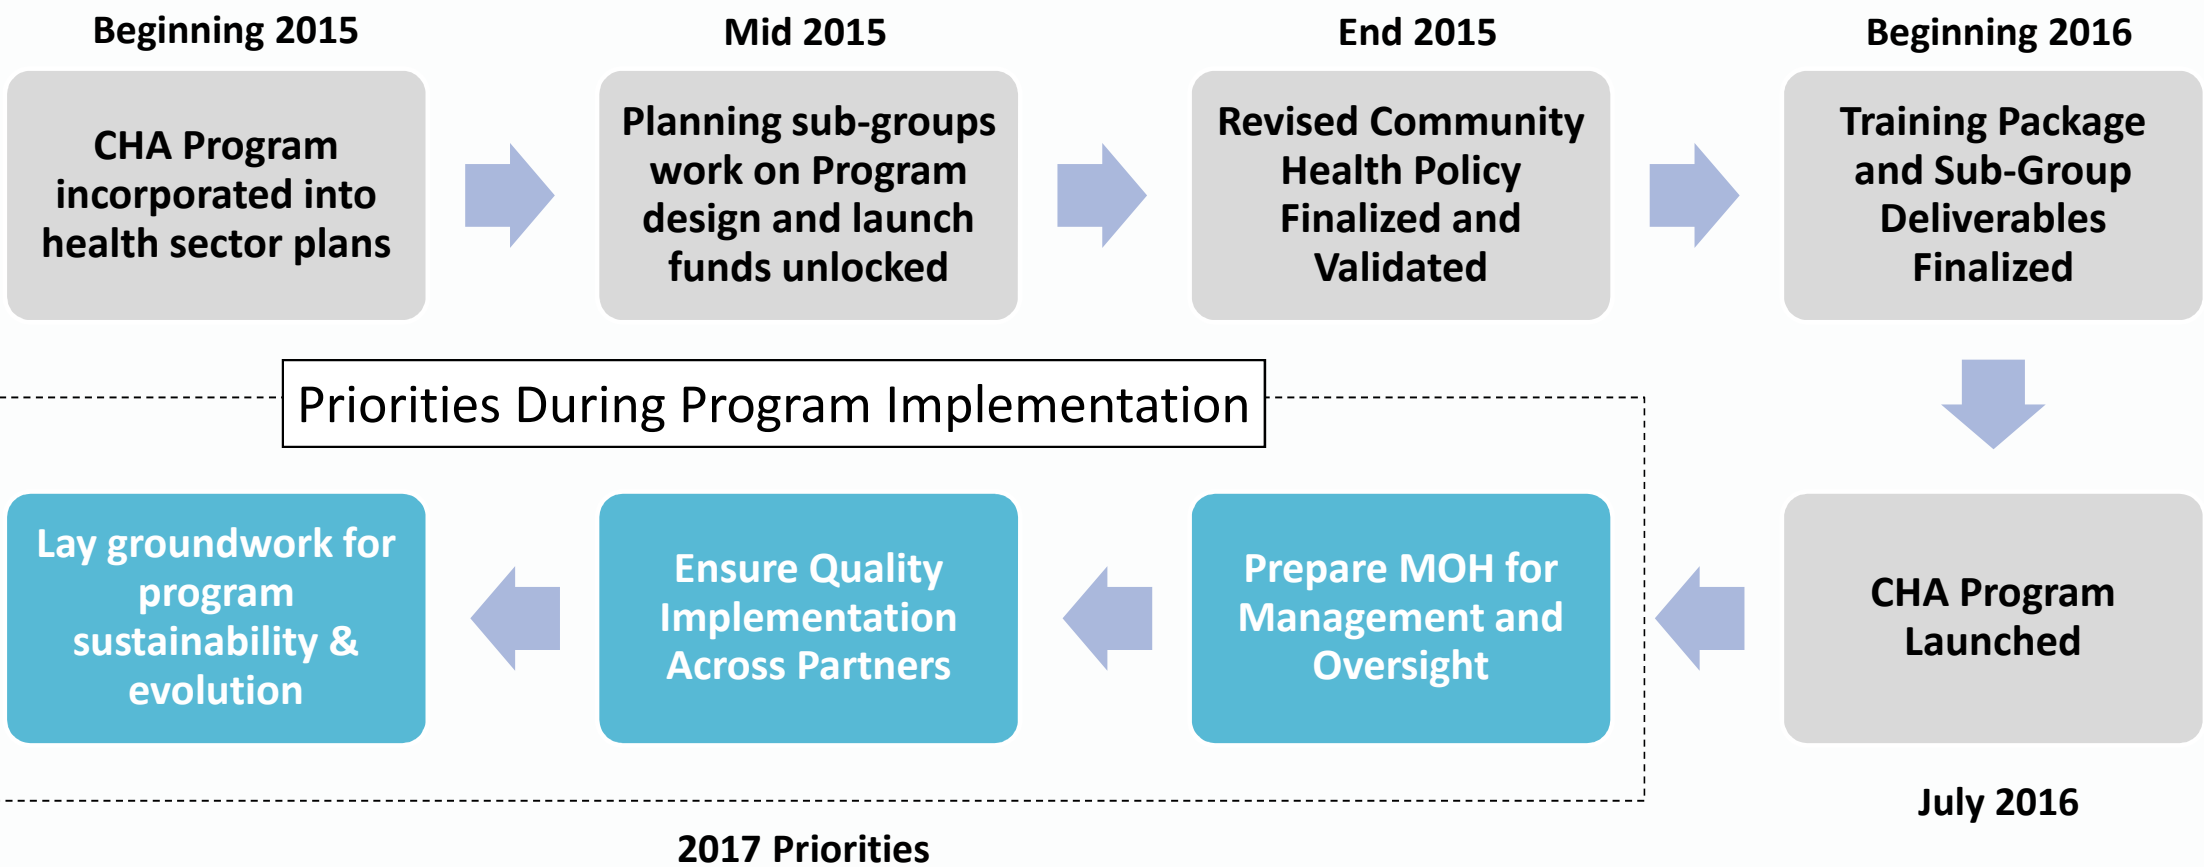 Beginning 2015
CHA Program
incorporated into
health sector plans
Mid 2015
Planning sub-groups
work on Program
design and launch
funds unlocked
End 2015
Revised Community
Health Policy
Finalized and
Validated
Beginning 2016
Training Package
and Sub-Group
Deliverables
Finalized
CHA Program
Launched
July 2016
Priorities During Program Implementation
Prepare MOH for
Management and
Oversight
Ensure Quality
Implementation
Across Partners
Lay groundwork for
program
sustainability &
evolution
2017 Priorities